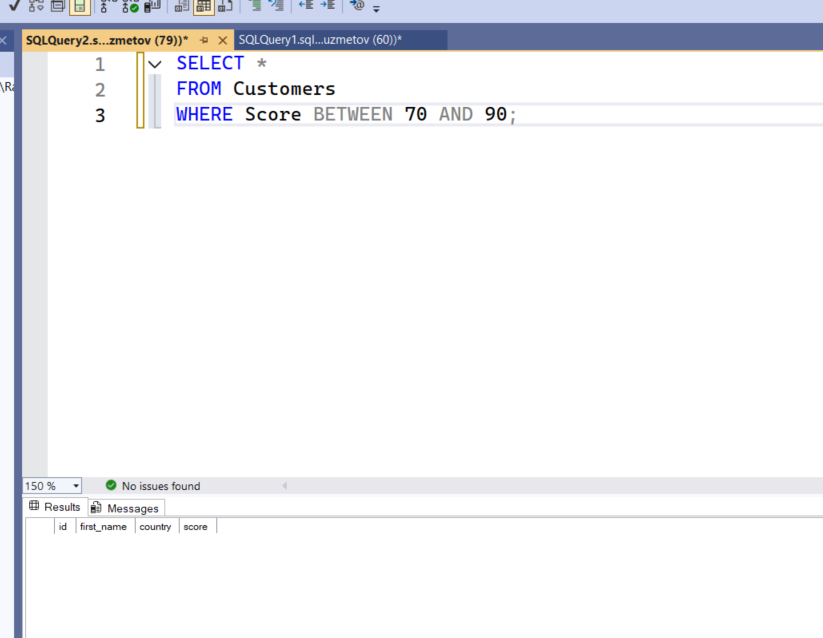 SQLQuery2.s...zmetov (79))*
SQLQuery1.sql...uzmetov (60))*
1 SELECT *
2 FROM Customers
3 WHERE Score BETWEEN 70 AND 90;
150 %
No issues found
Results
Messages
id first_name country score